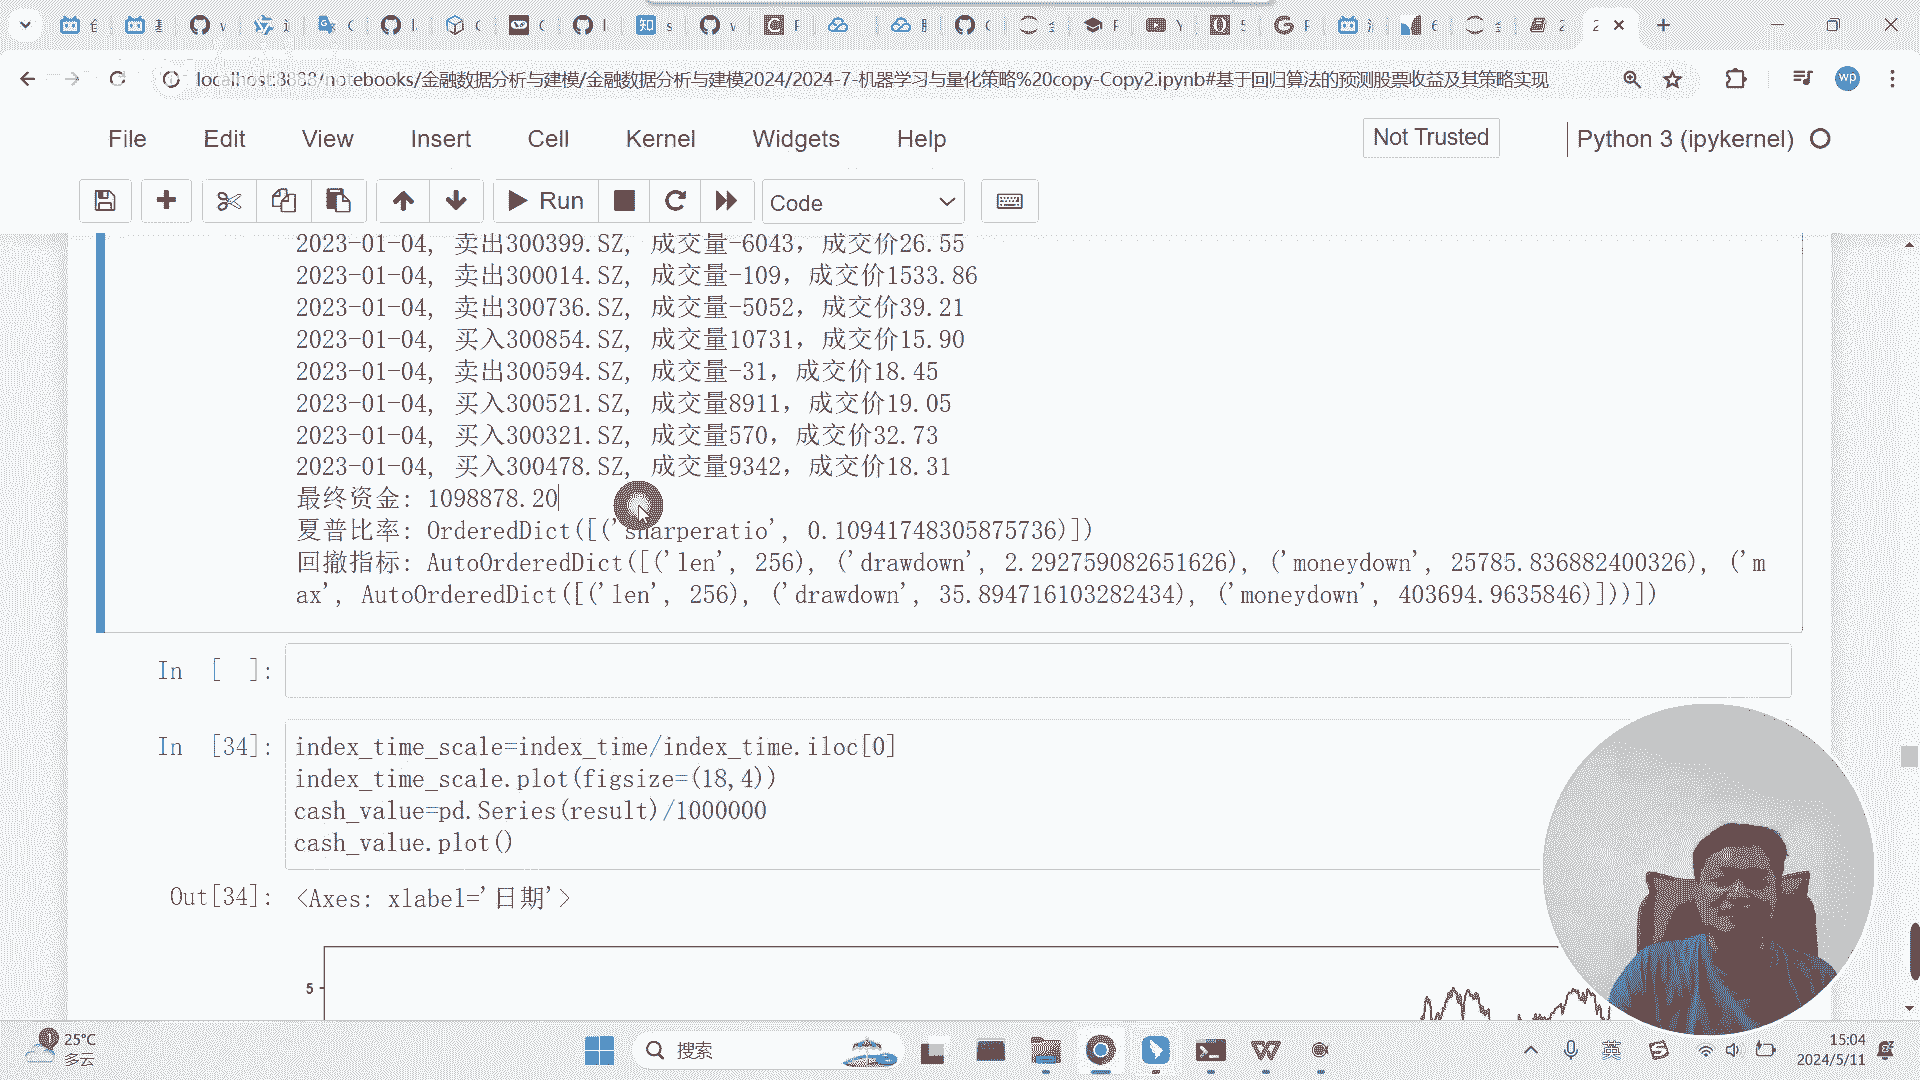 localhost:8888/notebooks/金融数据分析与建模/金融数据分析与建模2024/2024-7-机器学习与量化策略%20copy-Copy2.ipynb#基于回归算法的预测股票收益及其策略实现
wp
File Edit View Insert Cell Kernel Widgets Help Not Trusted Python 3 (ipykernel)
Run Code
2023-01-04, 卖出300399.SZ, 成交量-6043，成交价26.55
2023-01-04, 卖出300014.SZ, 成交量-109，成交价1533.86
2023-01-04, 卖出300736.SZ, 成交量-5052，成交价39.21
2023-01-04, 买入300854.SZ, 成交量10731，成交价15.90
2023-01-04, 卖出300594.SZ, 成交量-31，成交价18.45
2023-01-04, 买入300521.SZ, 成交量8911，成交价19.05
2023-01-04, 买入300321.SZ, 成交量570，成交价32.73
2023-01-04, 买入300478.SZ, 成交量9342，成交价18.31
最终资金: 1098878.20
夏普比率: OrderedDict([('sharperatio', 0.10941748305875736)])
回撤指标: AutoOrderedDict([('len', 256), ('drawdown', 2.292759082651626), ('moneydown', 25785.836882400326), ('m
ax', AutoOrderedDict([('len', 256), ('drawdown', 35.894716103282434), ('moneydown', 403694.9635846)]))])
In [ ]:
In [34]: index_time_scale=index_time/index_time.iloc[0]
index_time_scale.plot(figsize=(18,4))
cash_value=pd.Series(result)/1000000
cash_value.plot()
Out[34]: <Axes: xlabel='日期'>
5
25°C
多云
搜索
英
15:04
2024/5/11